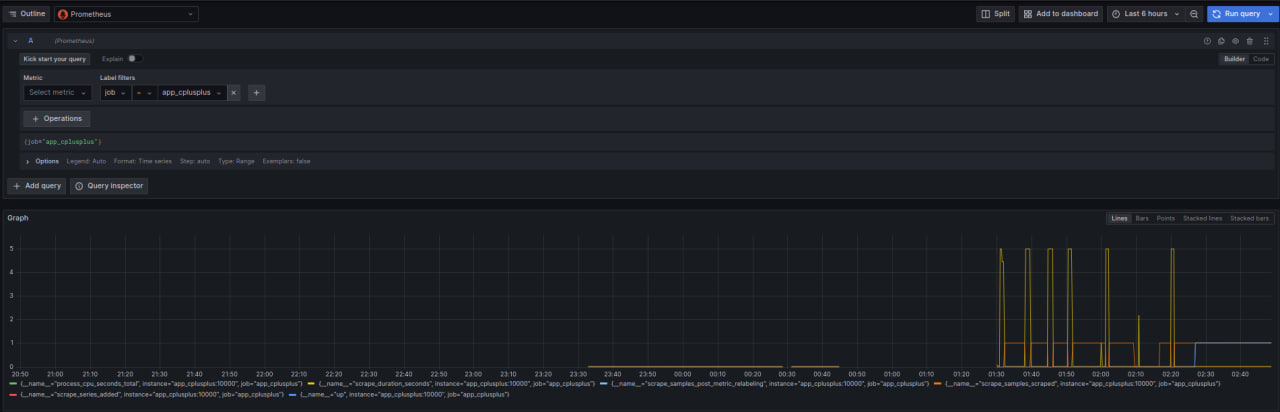 Outline Prometheus Split Add to dashboard Last 6 hours Run query
A (Prometheus)
Kick start your query Explain Builder Code
Metric Label filters
Select metric job = app_cplusplus
+ Operations
{job="app_cplusplus"}
Options Legend: Auto Format: Time series Step: auto Type: Range Exemplars: false
+ Add query Query inspector
Graph Lines Bars Points Stacked lines Stacked bars
5
4
3
2
1
0
20:50 21:00 21:10 21:20 21:30 21:40 21:50 22:00 22:10 22:20 22:30 22:40 22:50 23:00 23:10 23:20 23:30 23:40 23:50 00:00 00:10 00:20 00:30 00:40 00:50 01:00 01:10 01:20 01:30 01:40 01:50 02:00 02:10 02:20 02:30 02:40
{__name__="process_cpu_seconds_total", instance="app_cplusplus:10000", job="app_cplusplus"} {__name__="scrape_duration_seconds", instance="app_cplusplus:10000", job="app_cplusplus"} {__name__="scrape_samples_post_metric_relabeling", instance="app_cplusplus:10000", job="app_cplusplus"} {__name__="scrape_samples_scraped", instance="app_cplusplus:10000", job="app_cplusplus"}
{__name__="scrape_series_added", instance="app_cplusplus:10000", job="app_cplusplus"} {__name__="up", instance="app_cplusplus:10000", job="app_cplusplus"}